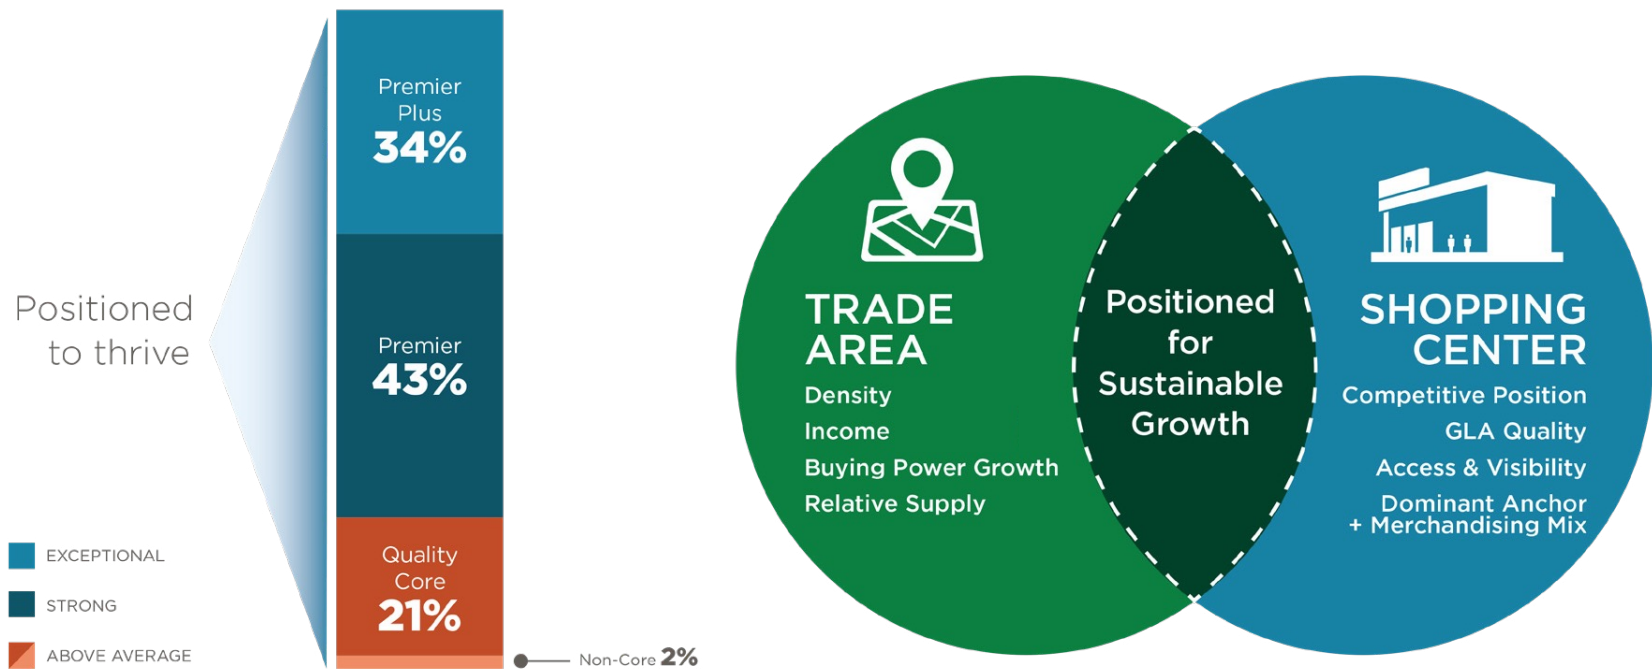 Positioned
to thrive
EXCEPTIONAL
STRONG
ABOVE AVERAGE
Premier
Plus
34%
Premier
43%
Quality
Core
21%
Non-Core 2%
TRADE
AREA
Density
Income
Buying Power Growth
Relative Supply
Positioned
for
Sustainable
Growth
SHOPPING
CENTER
Competitive Position
GLA Quality
Access & Visibility
Dominant Anchor
+ Merchandising Mix